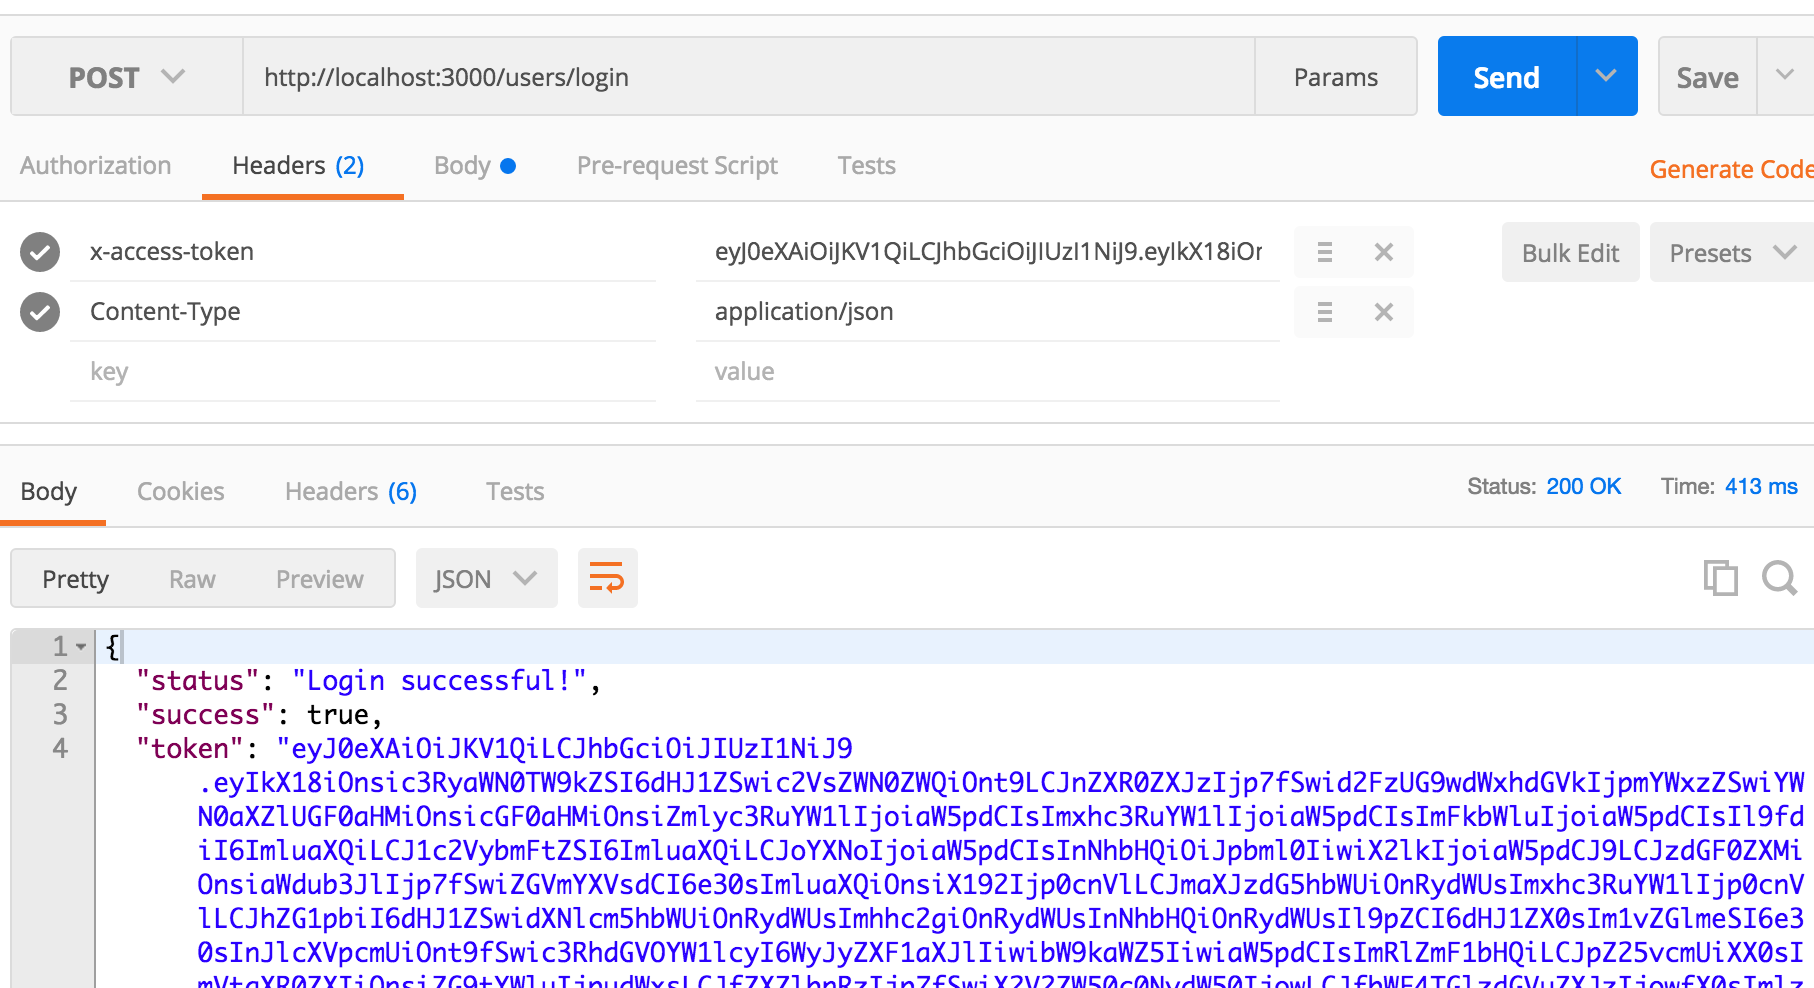 POST http://localhost:3000/users/login Params Send Save
Authorization Headers (2) Body Pre-request Script Tests Generate Code
x-access-token eyJ0eXAiOiJKV1QiLCJhbGciOiJIUzI1NiJ9.eyIkX18iOr Bulk Edit Presets
Content-Type application/json
key value
Body Cookies Headers (6) Tests Status: 200 OK Time: 413 ms
Pretty Raw Preview JSON
1 {
2 "status": "Login successful!",
3 "success": true,
4 "token": "eyJ0eXAiOiJKV1QiLCJhbGciOiJIUzI1NiJ9
.eyIkX18iOnsic3RyaWN0TW9kZSI6dHJ1ZSwic2VsZWN0ZWQiOnt9LCJnZXR0ZXJzIjp7fSwid2FzUG9wdWxhdGVkIjpmYWxzZSwiYW
N0aXZlUGF0aHMiOnsicGF0aHMiOnsiZmlyc3RuYW1lIjoiaW5pdCIsImxhc3RuYW1lIjoiaW5pdCIsImFkbWluIjoiaW5pdCIsIl9fd
iI6ImluaXQiLCJ1c2VybmFtZSI6ImluaXQiLCJoYXNoIjoiaW5pdCIsInNhbHQiOiJpbml0IiwiX2lkIjoiaW5pdCJ9LCJzdGF0ZXMi
OnsiaWdub3JlIjp7fSwiZGVmYXVsdCI6e30sImluaXQiOnsiX192Ijp0cnVlLCJmaXJzdG5hbWUiOnRydWUsImxhc3RuYW1lIjp0cnV
lLCJhZG1pbiI6dHJ1ZSwidXNlcm5hbWUiOnRydWUsImhhc2giOnRydWUsInNhbHQiOnRydWUsIl9pZCI6dHJ1ZX0sIm1vZGlmeSI6e3
0sInJlcXVpcmUiOnt9fSwic3RhdGVOYW1lcyI6WyJyZXF1aXJlIiwibW9kaWZ5IiwiaW5pdCIsImRlZmF1bHQiLCJpZ25vcmUiXX0sI